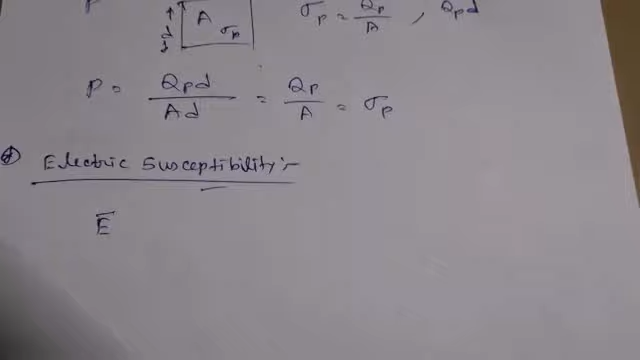 P
A
d
σp
σp = Qp/A , Qpd
P = Qpd/Ad = Qp/A = σp
Electric Susceptibility:-
E̅